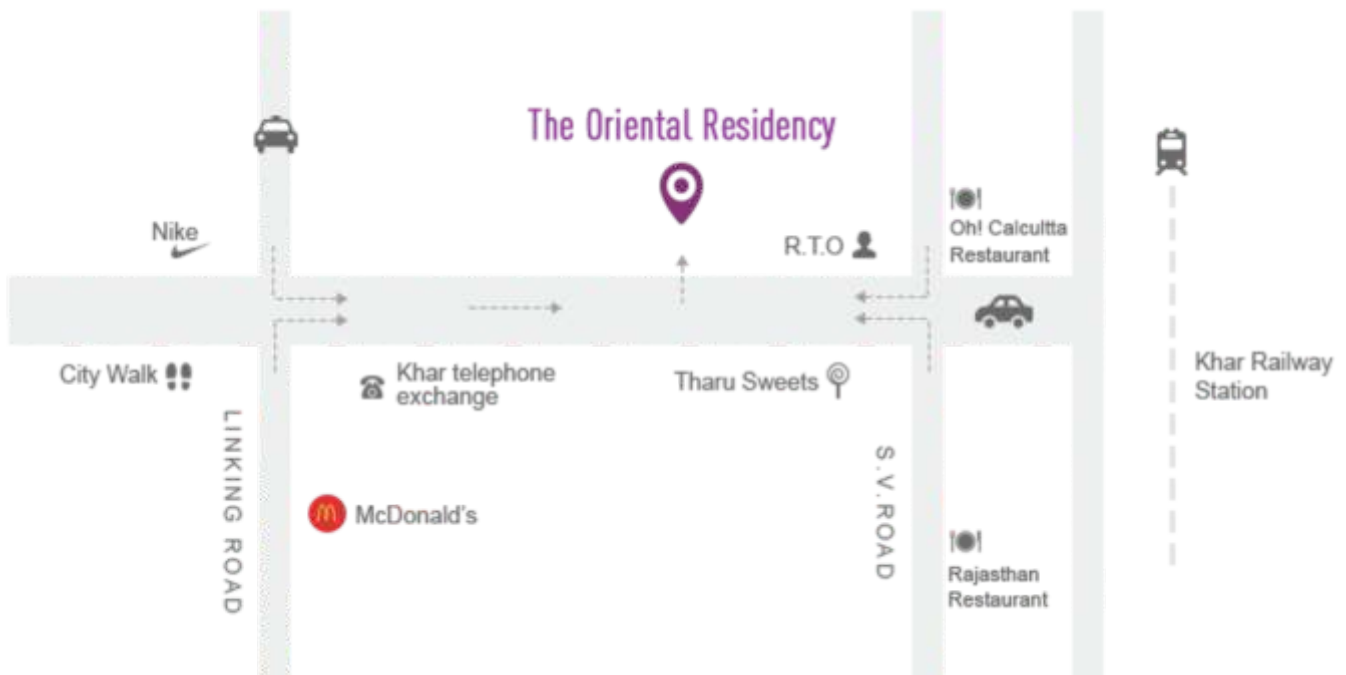 The Oriental Residency
Nike
R.T.O
Oh! Calcultta
Restaurant
City Walk
Khar telephone
exchange
Tharu Sweets
Khar Railway
Station
LINKING ROAD
S.V.ROAD
McDonald's
Rajasthan
Restaurant